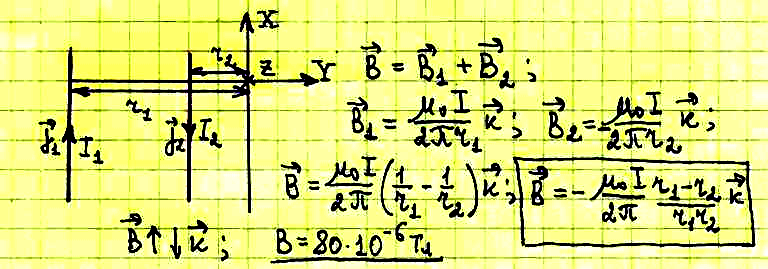 X
r₂
Z Y
r₁
j⃗₁ I₁ j⃗₂ I₂
B⃗ = B⃗₁ + B⃗₂ ;
B⃗₁ = μ₀I/2πr₁ k⃗ ; B⃗₂ = -μ₀I/2πr₂ k⃗ ;
B⃗ = μ₀I/2π (1/r₁ - 1/r₂) k⃗ ; B⃗ = - μ₀I/2π r₁-r₂/r₁r₂ k⃗
B⃗ ↑↓ k⃗ ; B = 80·10⁻⁶ Тл